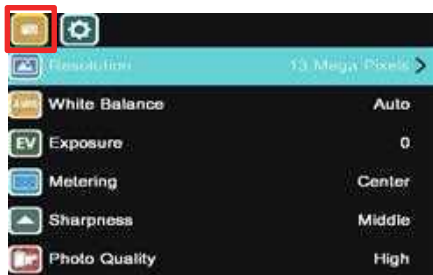 Resolution 13 Mega Pixels
White Balance Auto
EV Exposure 0
Metering Center
Sharpness Middle
Photo Quality High